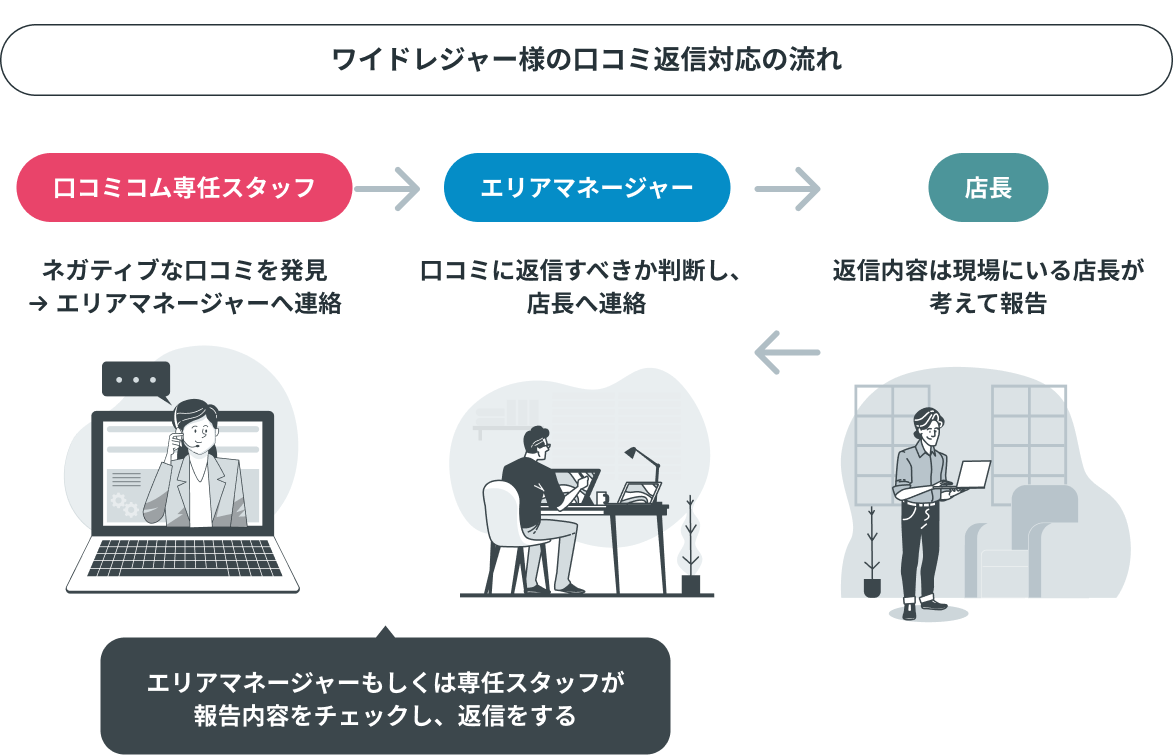 ワイドレジャー様の口コミ返信対応の流れ
口コミコム専任スタッフ
エリアマネージャー
店長
ネガティブな口コミを発見
→ エリアマネージャーへ連絡
口コミに返信すべきか判断し、
店長へ連絡
返信内容は現場にいる店長が
考えて報告
エリアマネージャーもしくは専任スタッフが
報告内容をチェックし、返信をする